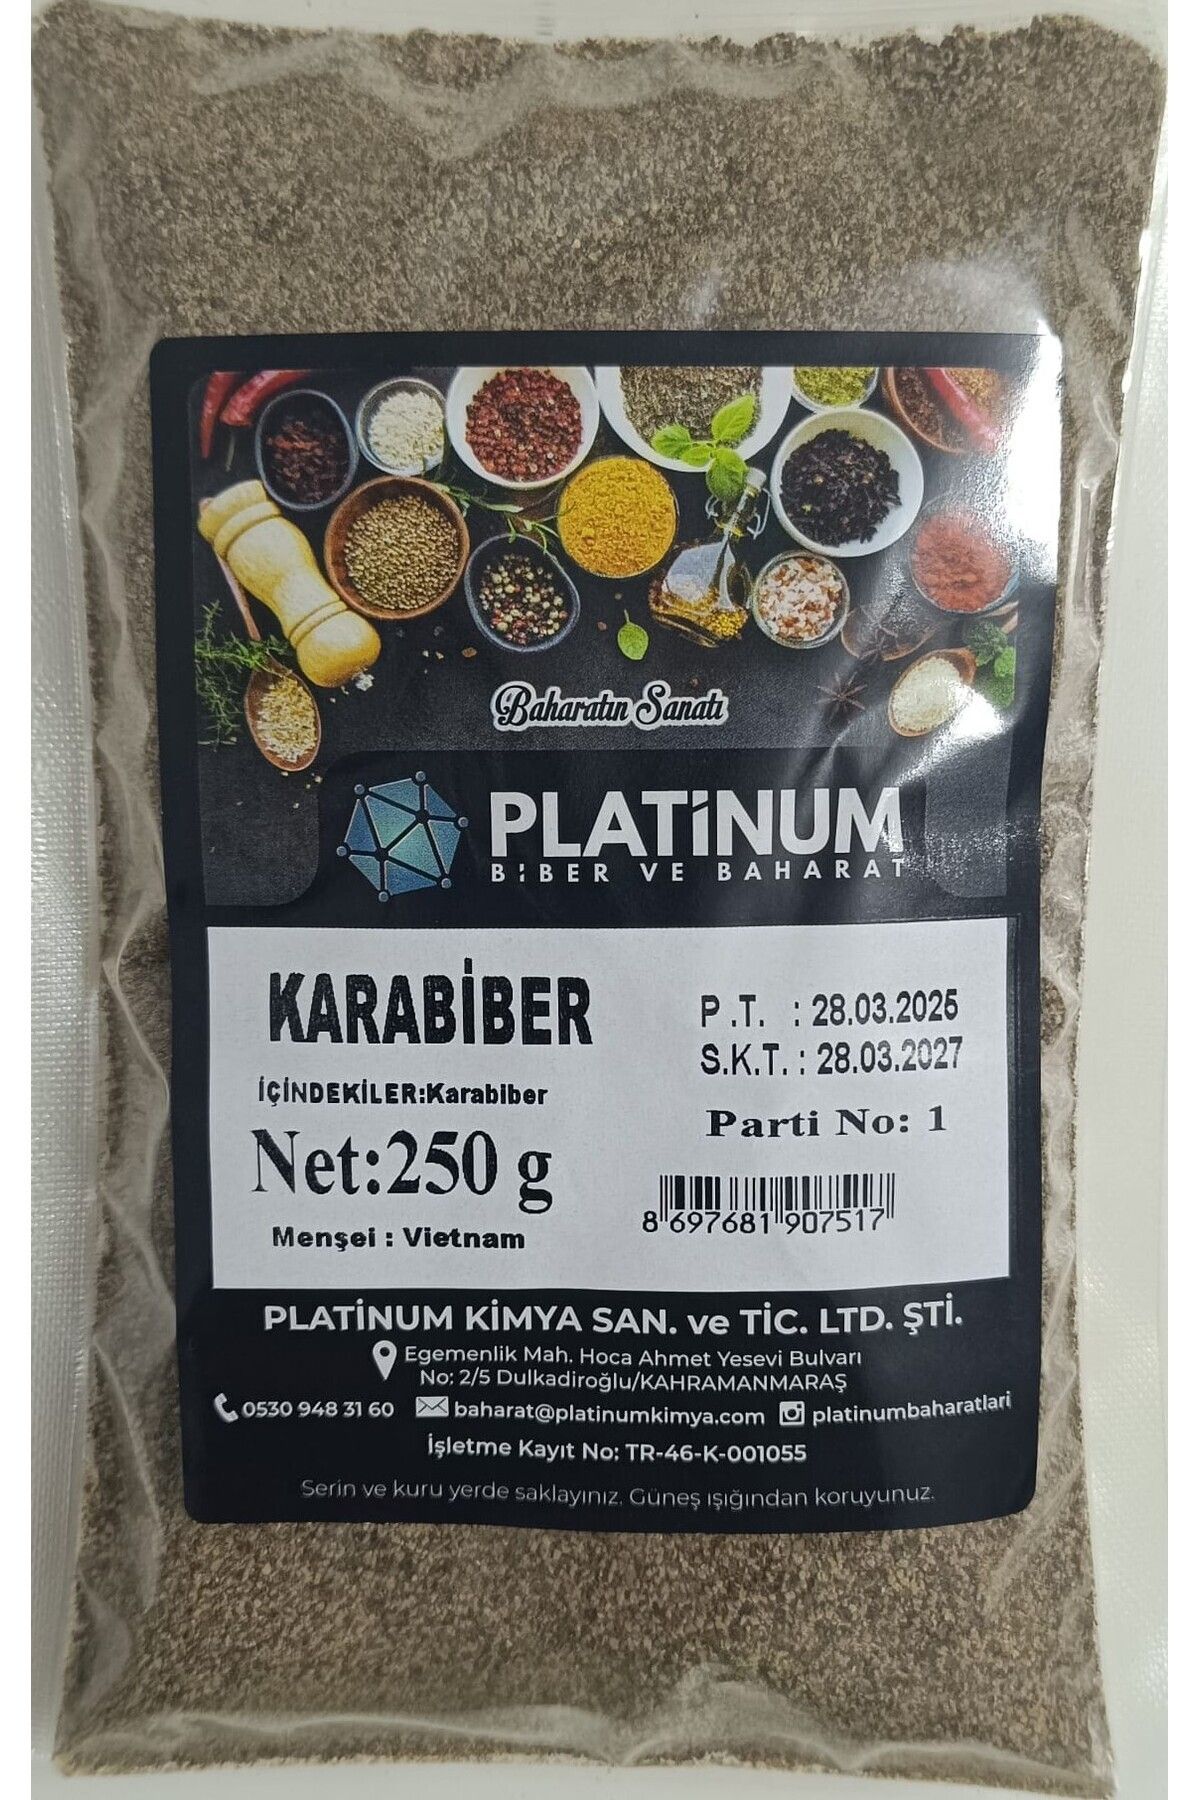 Baharatın Sanatı
PLATİNUM
BİBER VE BAHARAT
KARABİBER
P.T. : 28.03.2025
S.K.T. : 28.03.2027
İÇİNDEKİLER:Karabiber
Parti No: 1
Net:250 g
8 697681 907517
Menşei : Vietnam
PLATİNUM KİMYA SAN. ve TİC. LTD. ŞTİ.
Egemenlik Mah. Hoca Ahmet Yesevi Bulvarı
No: 2/5 Dulkadiroğlu/KAHRAMANMARAŞ
0530 948 31 60 baharat@platinumkimya.com platinumbaharatlari
İşletme Kayıt No: TR-46-K-001055
Serin ve kuru yerde saklayınız. Güneş ışığından koruyunuz.